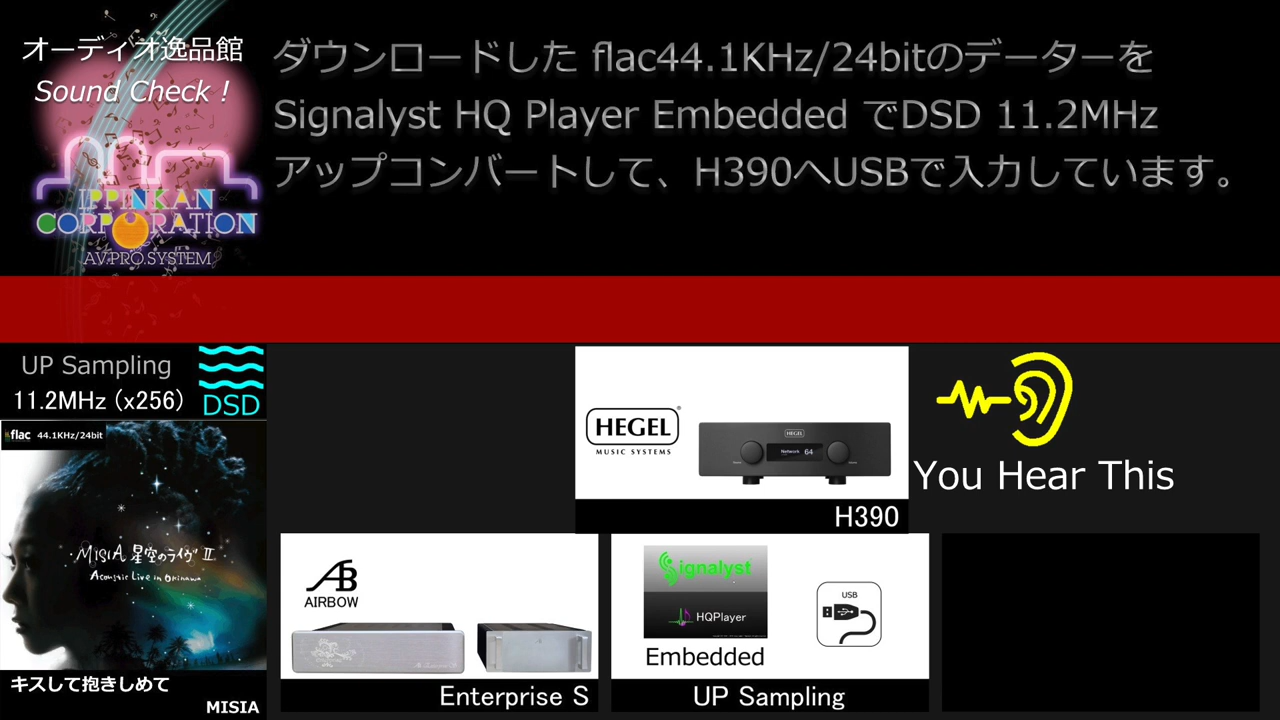 オーディオ逸品館
Sound Check !
IPPINKAN
CORPORATION
AV.PRO.SYSTEM
ダウンロードした flac44.1KHz/24bitのデーターを
Signalyst HQ Player Embedded でDSD 11.2MHz
アップコンバートして、H390へUSBで入力しています。
UP Sampling
11.2MHz (x256)
DSD
flac 44.1KHz/24bit
MISIA 星空のライヴ II
Acoustic Live in Okinawa
キスして抱きしめて
MISIA
HEGEL
MUSIC SYSTEMS
HEGEL
Network 64
H390
You Hear This
AIRBOW
Enterprise S
Signalyst
HQPlayer
Embedded
USB
UP Sampling